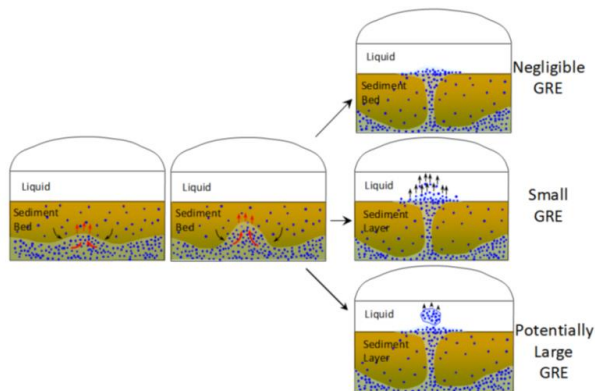 Liquid
Sediment
Bed
Negligible
GRE
Liquid
Sediment
Bed
Liquid
Sediment
Bed
Liquid
Sediment
Layer
Small
GRE
Liquid
Sediment
Layer
Potentially
Large
GRE